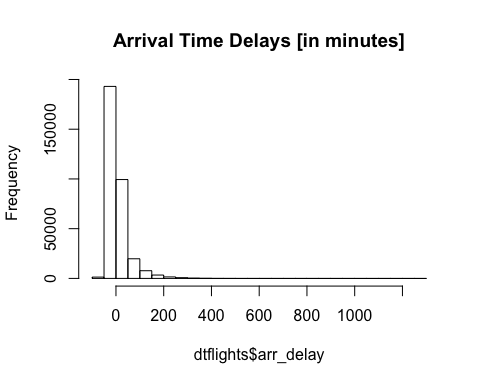 Arrival Time Delays [in minutes]
Frequency
150000
50000
0
0 200 400 600 800 1000
dtflights$arr_delay